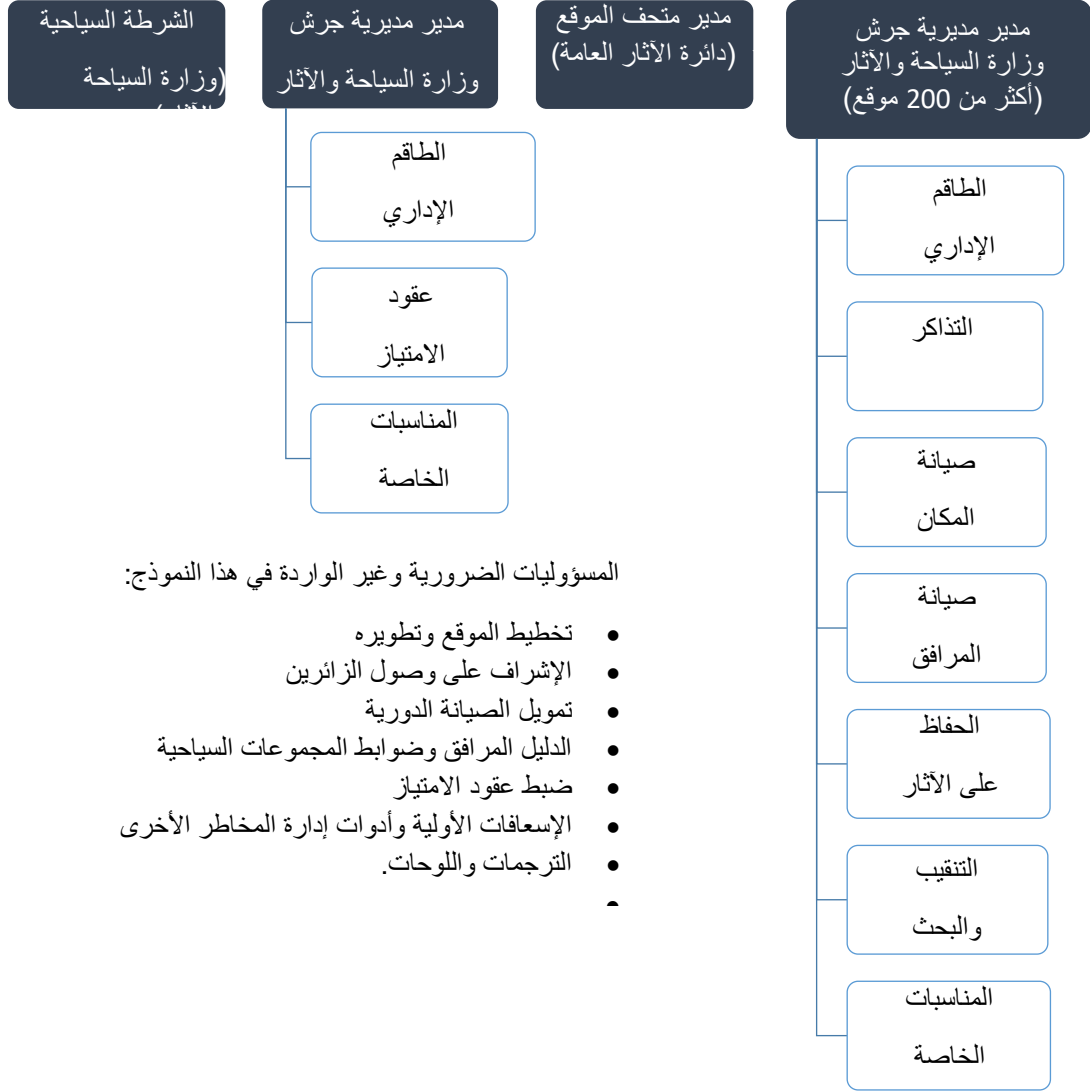 مدير مديرية جرش
وزارة السياحة والآثار
(أكثر من 200 موقع)
الطاقم
الإداري
التذاكر
صيانة
المكان
صيانة
المرافق
الحفاظ
على الآثار
التنقيب
والبحث
المناسبات
الخاصة
مدير متحف الموقع
(دائرة الآثار العامة)
مدير مديرية جرش
وزارة السياحة والآثار
الطاقم
الإداري
عقود
الامتياز
المناسبات
الخاصة
الشرطة السياحية
(وزارة السياحة
المسؤوليات الضرورية وغير الواردة في هذا النموذج:
• تخطيط الموقع وتطويره
• الإشراف على وصول الزائرين
• تمويل الصيانة الدورية
• الدليل المرافق وضوابط المجموعات السياحية
• ضبط عقود الامتياز
• الإسعافات الأولية وأدوات إدارة المخاطر الأخرى
• الترجمات واللوحات.